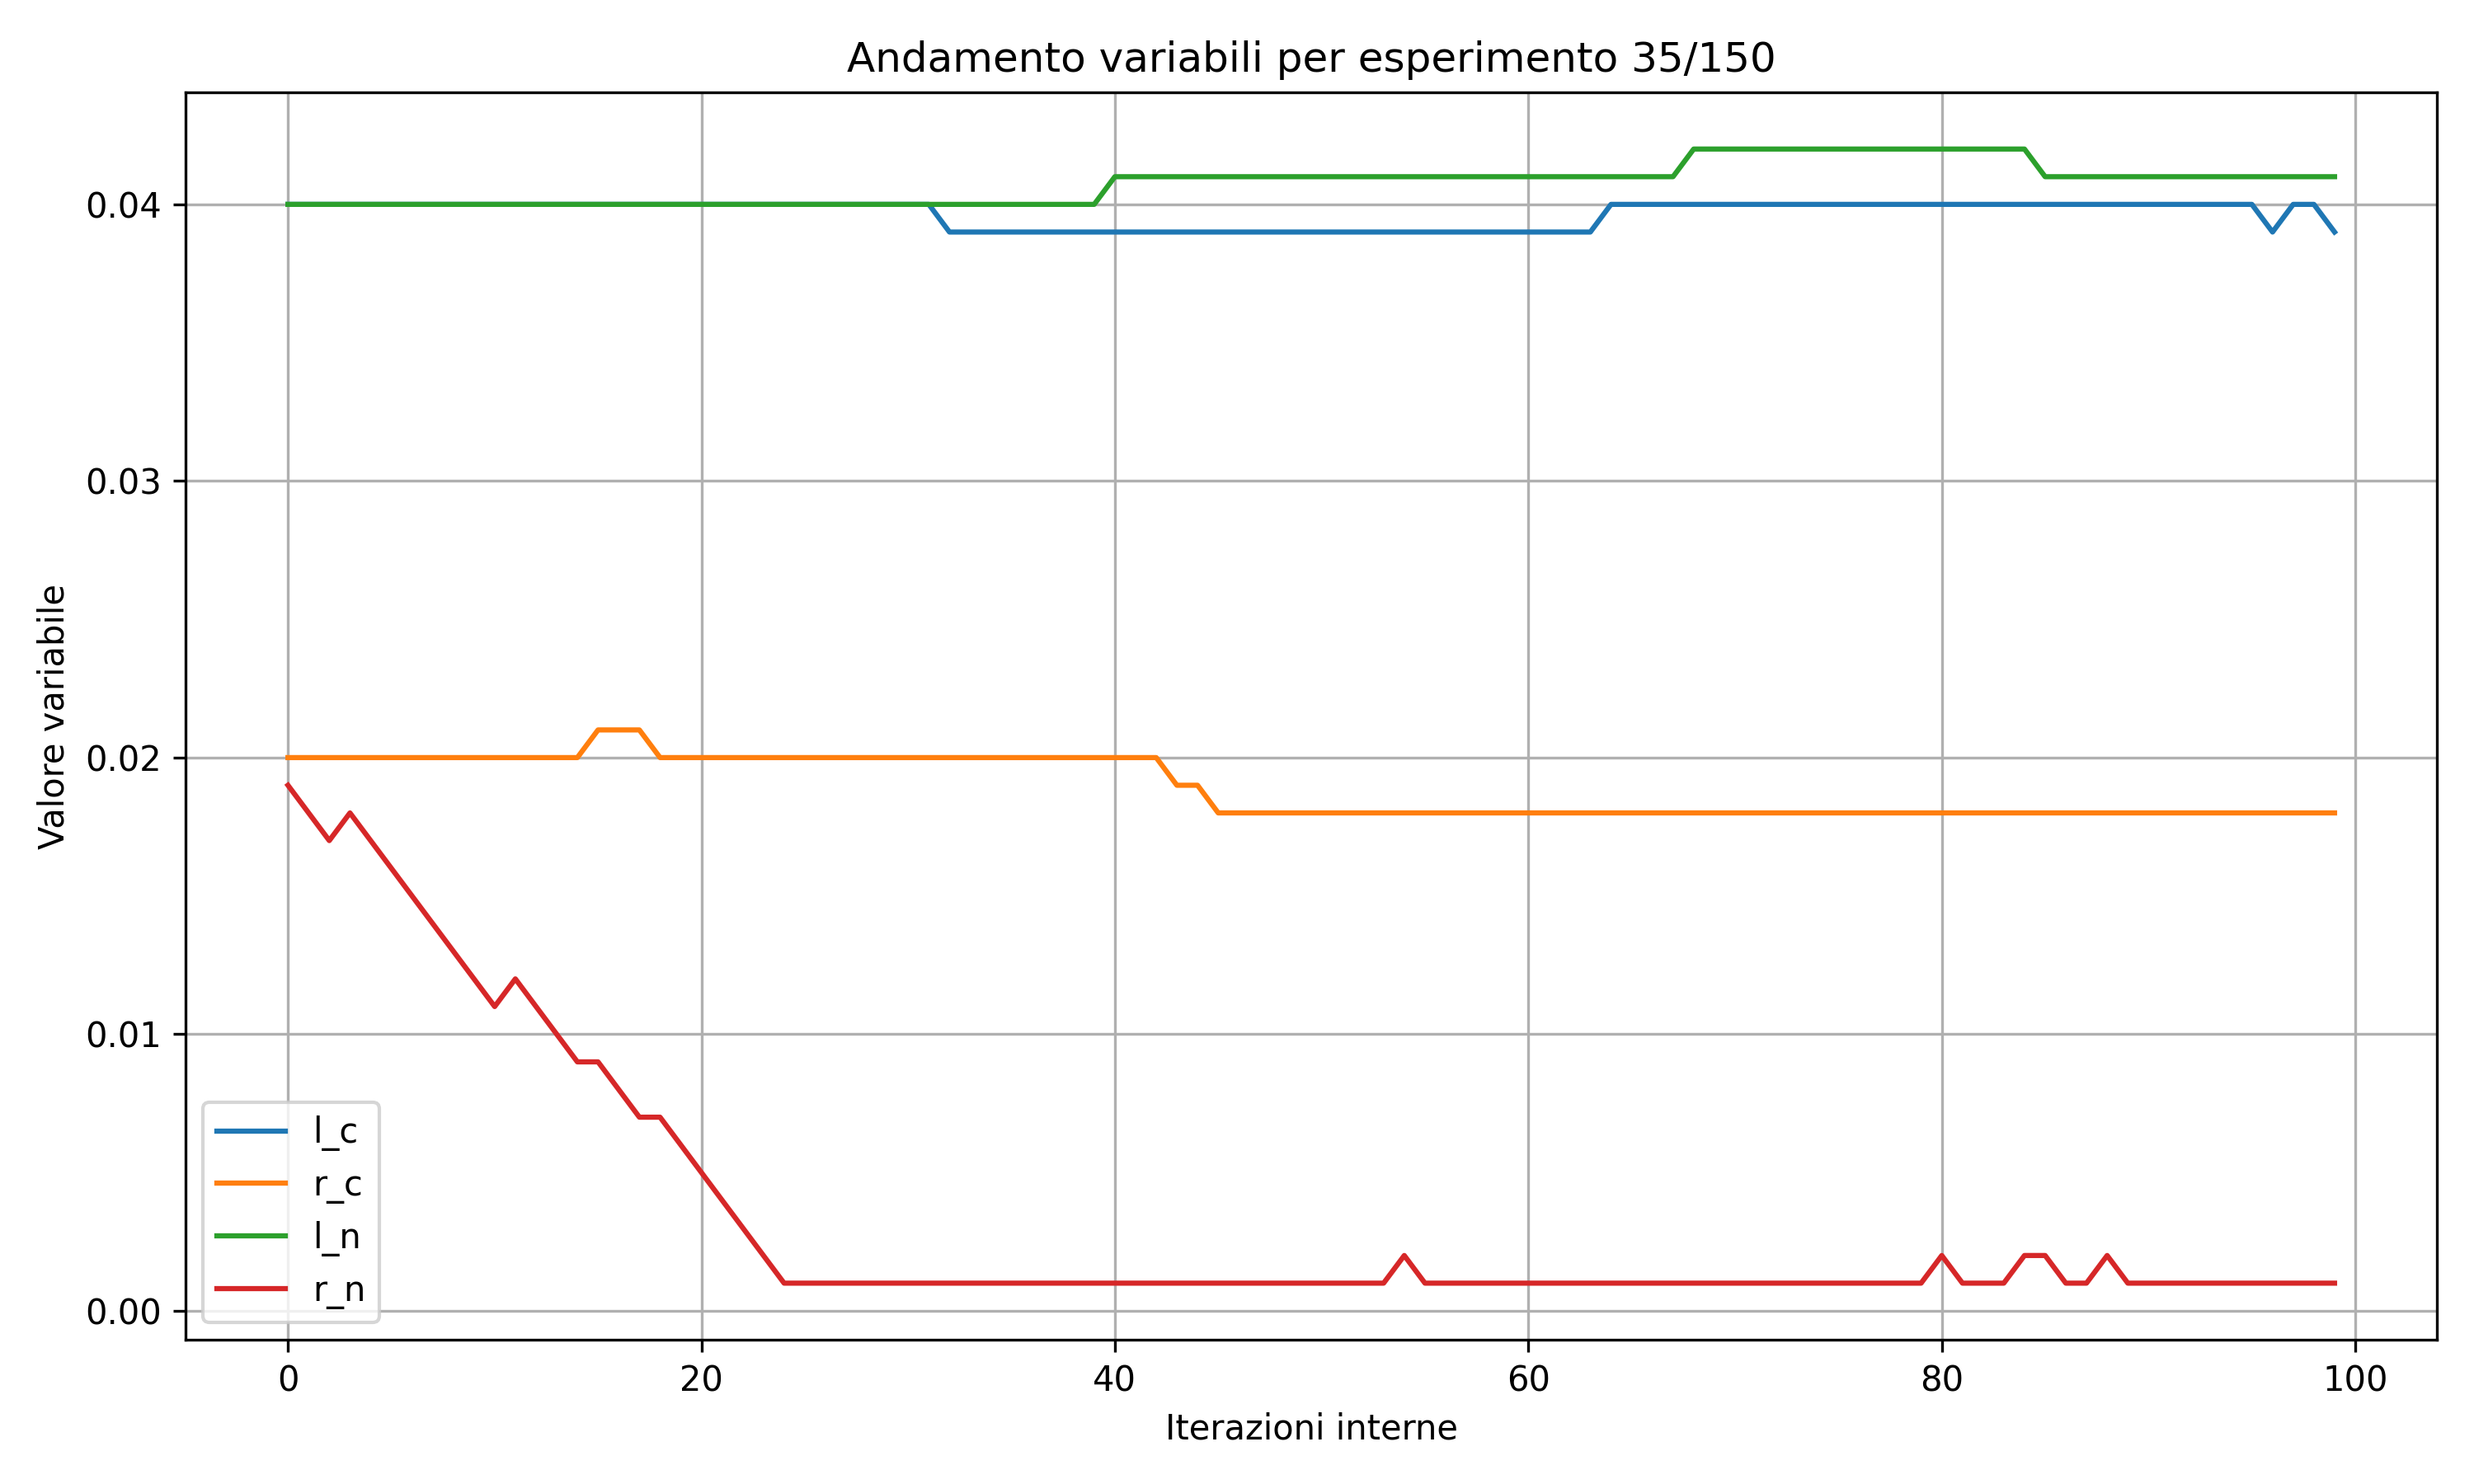 Andamento variabili per esperimento 35/150
Valore variabile
0.04
0.03
0.02
0.01
0.00
l_c
r_c
l_n
r_n
0 20 40 60 80 100
Iterazioni interne